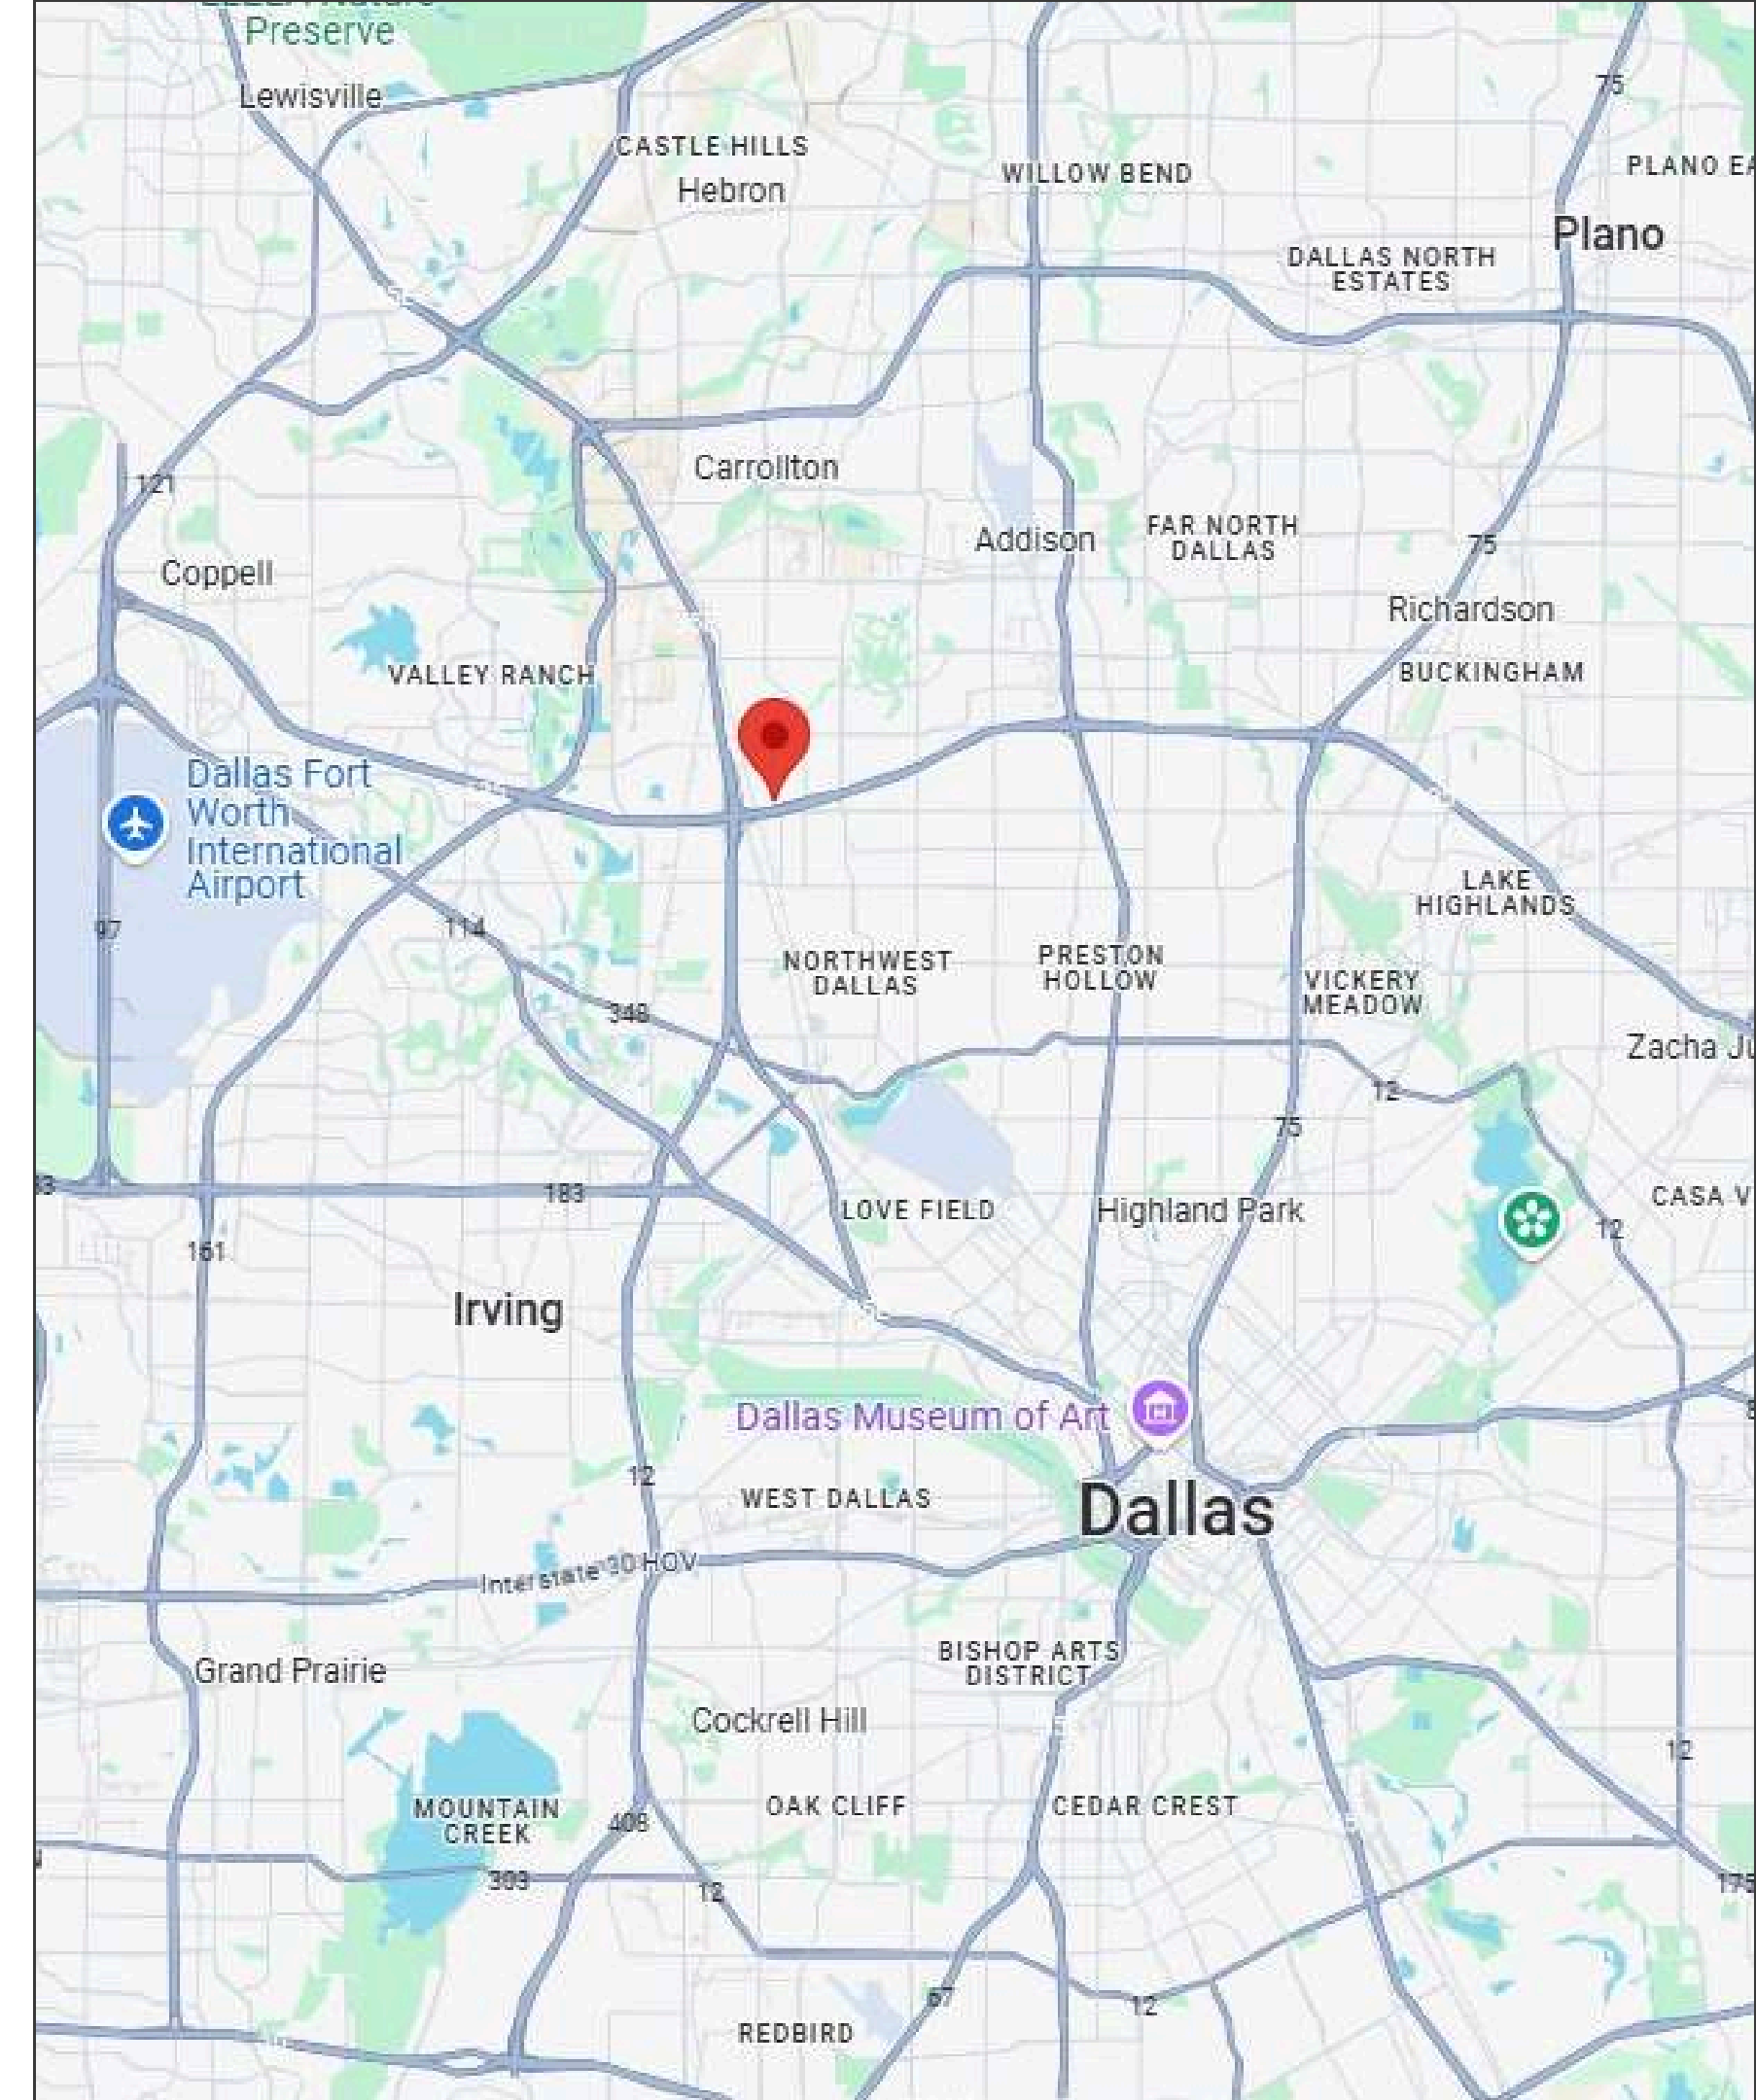 Preserve
Lewisville
75
CASTLE HILLS
Hebron
WILLOW BEND
PLANO EA
Plano
DALLAS NORTH
ESTATES
Carrollton
121
Addison
FAR NORTH
DALLAS
75
Coppell
Richardson
VALLEY RANCH
BUCKINGHAM
Dallas Fort
Worth
International
Airport
LAKE
HIGHLANDS
97
114
NORTHWEST
DALLAS
PRESTON
HOLLOW
VICKERY
MEADOW
348
Zacha Ju
12
75
183
CASA V
LOVE FIELD
Highland Park
12
161
Irving
Dallas Museum of Art
12
WEST DALLAS
Dallas
Interstate 30 HOV
BISHOP ARTS
DISTRICT
Grand Prairie
Cockrell Hill
12
MOUNTAIN
CREEK
OAK CLIFF
CEDAR CREST
408
303
12
175
67
12
REDBIRD